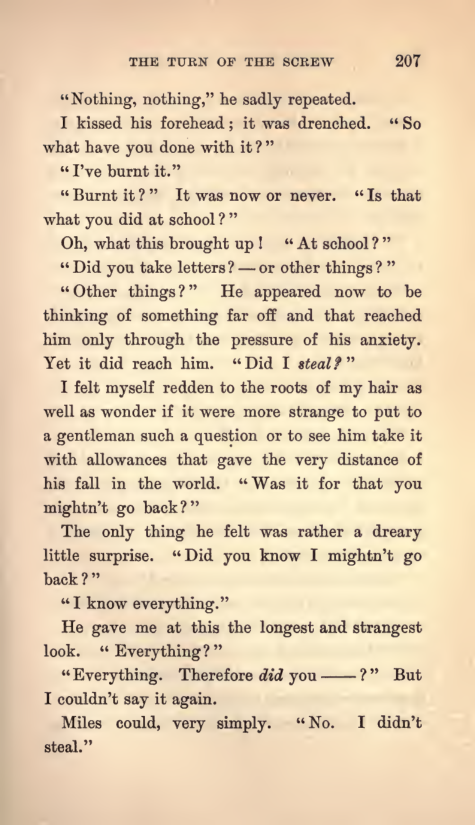 THE TURN OF THE SCREW 207
“Nothing, nothing,” he sadly repeated.
I kissed his forehead; it was drenched. “So
what have you done with it?”
“I’ve burnt it.”
“Burnt it?” It was now or never. “Is that
what you did at school?”
Oh, what this brought up! “At school?”
“Did you take letters?—or other things?”
“Other things?” He appeared now to be
thinking of something far off and that reached
him only through the pressure of his anxiety.
Yet it did reach him. “Did I steal?”
I felt myself redden to the roots of my hair as
well as wonder if it were more strange to put to
a gentleman such a question or to see him take it
with allowances that gave the very distance of
his fall in the world. “Was it for that you
mightn’t go back?”
The only thing he felt was rather a dreary
little surprise. “Did you know I mightn’t go
back?”
“I know everything.”
He gave me at this the longest and strangest
look. “Everything?”
“Everything. Therefore did you ——?” But
I couldn’t say it again.
Miles could, very simply. “No. I didn’t
steal.”